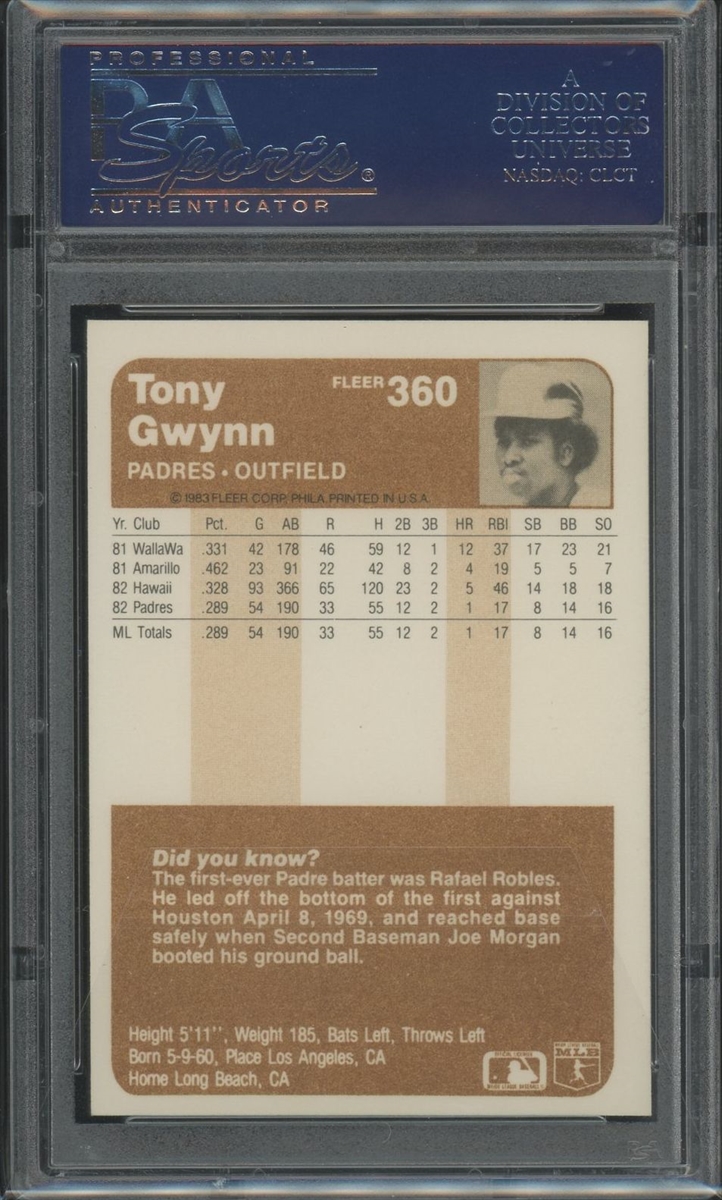 PROFESSIONAL
PSA
Sports®
AUTHENTICATOR
A
DIVISION OF
COLLECTORS
UNIVERSE
NASDAQ: CLCT
Tony
Gwynn
FLEER 360
PADRES • OUTFIELD
© 1983 FLEER CORP. PHILA. PRINTED IN U.S.A.
Yr. Club Pct. G AB R H 2B 3B HR RBI SB BB SO
81 WallaWa .331 42 178 46 59 12 1 12 37 17 23 21
81 Amarillo .462 23 91 22 42 8 2 4 19 5 5 7
82 Hawaii .328 93 366 65 120 23 2 5 46 14 18 18
82 Padres .289 54 190 33 55 12 2 1 17 8 14 16
ML Totals .289 54 190 33 55 12 2 1 17 8 14 16
Did you know?
The first-ever Padre batter was Rafael Robles.
He led off the bottom of the first against
Houston April 8, 1969, and reached base
safely when Second Baseman Joe Morgan
booted his ground ball.
Height 5'11'', Weight 185, Bats Left, Throws Left
Born 5-9-60, Place Los Angeles, CA
Home Long Beach, CA
MLB